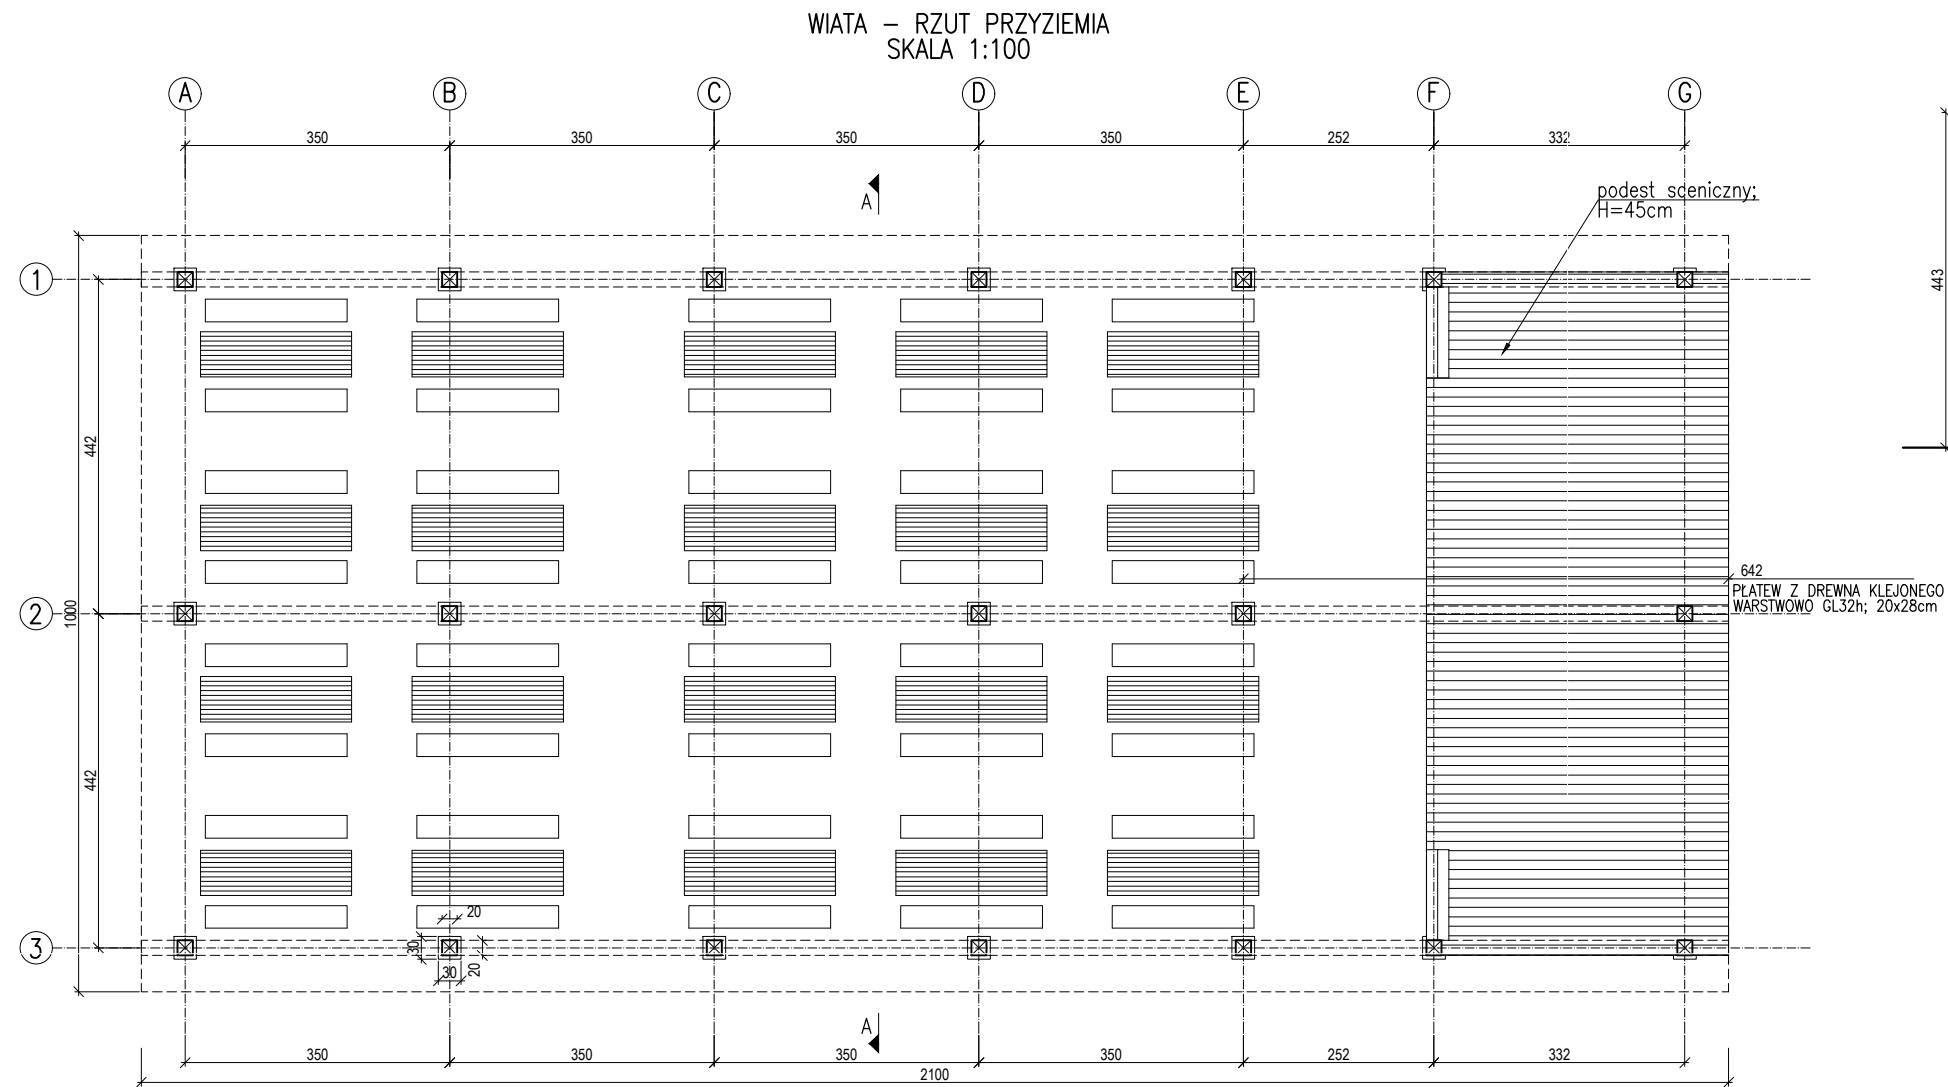 WIATA – RZUT PRZYZIEMIA
SKALA 1:100
A B C D E F G
350 350 350 350 252 332
A
podest sceniczny;
H=45cm
443
1
442
642
PŁATEW Z DREWNA KLEJONEGO
WARSTWOWO GL32h; 20x28cm
2
1000
442
20
3
30
30
20
A
350 350 350 350 252 332
2100